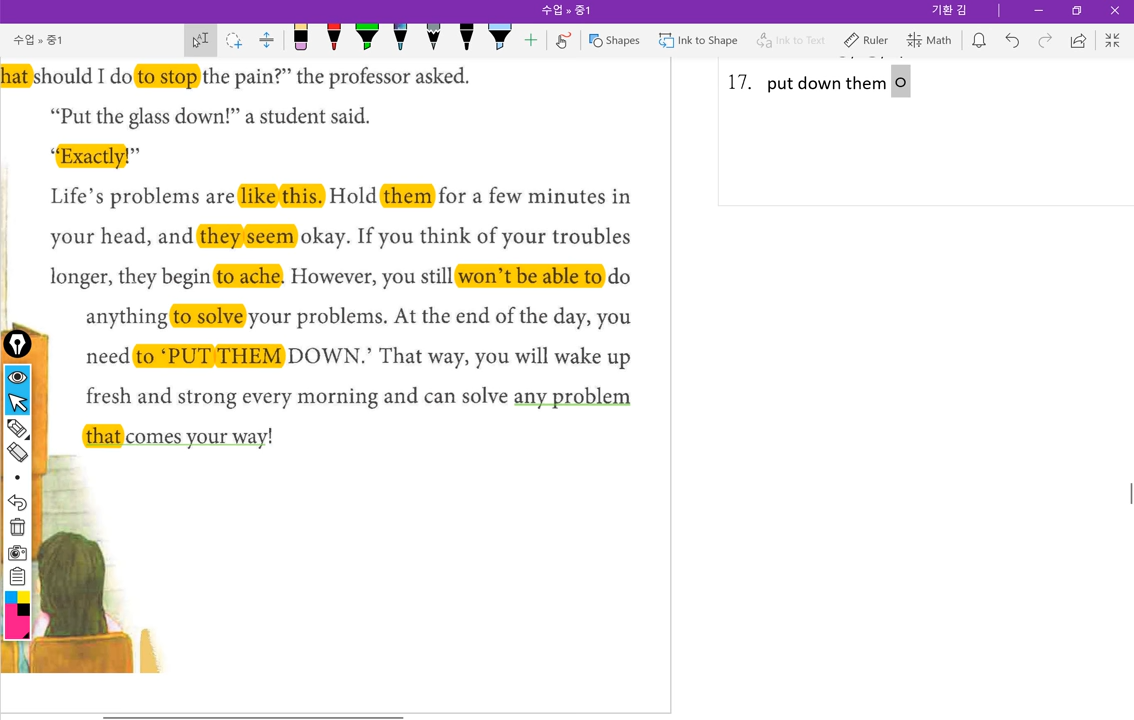 수업 » 중1
기환 김
수업 » 중1
Shapes
Ink to Shape
Ink to Text
Ruler
Math
hat should I do to stop the pain?” the professor asked.
“Put the glass down!” a student said.
“Exactly!”
Life’s problems are like this. Hold them for a few minutes in
your head, and they seem okay. If you think of your troubles
longer, they begin to ache. However, you still won’t be able to do
anything to solve your problems. At the end of the day, you
need to ‘PUT THEM DOWN.’ That way, you will wake up
fresh and strong every morning and can solve any problem
that comes your way!
17. put down them ㅇ